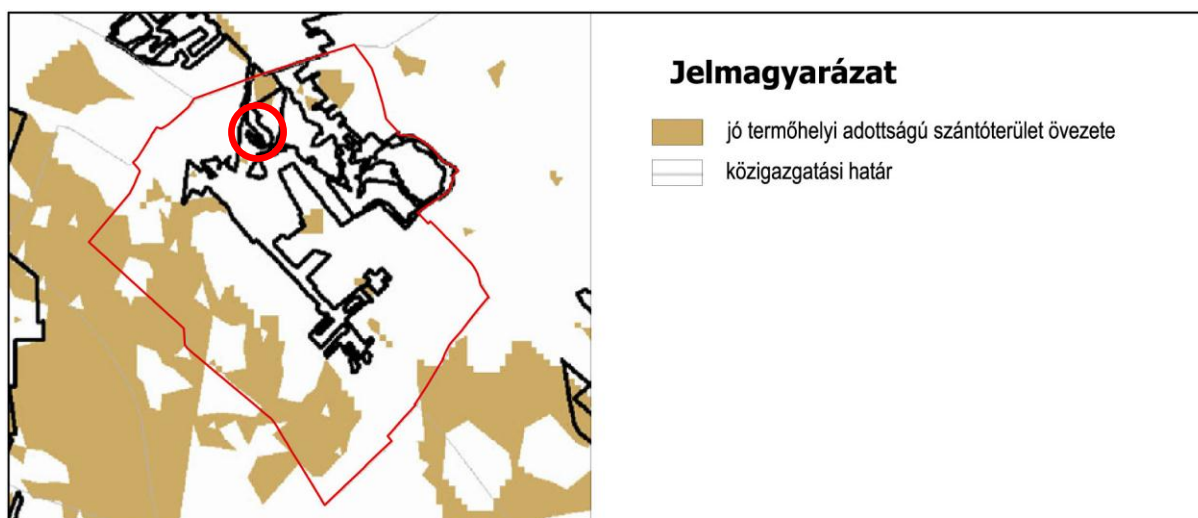 Jelmagyarázat
jó termőhelyi adottságú szántóterület övezete
közigazgatási határ